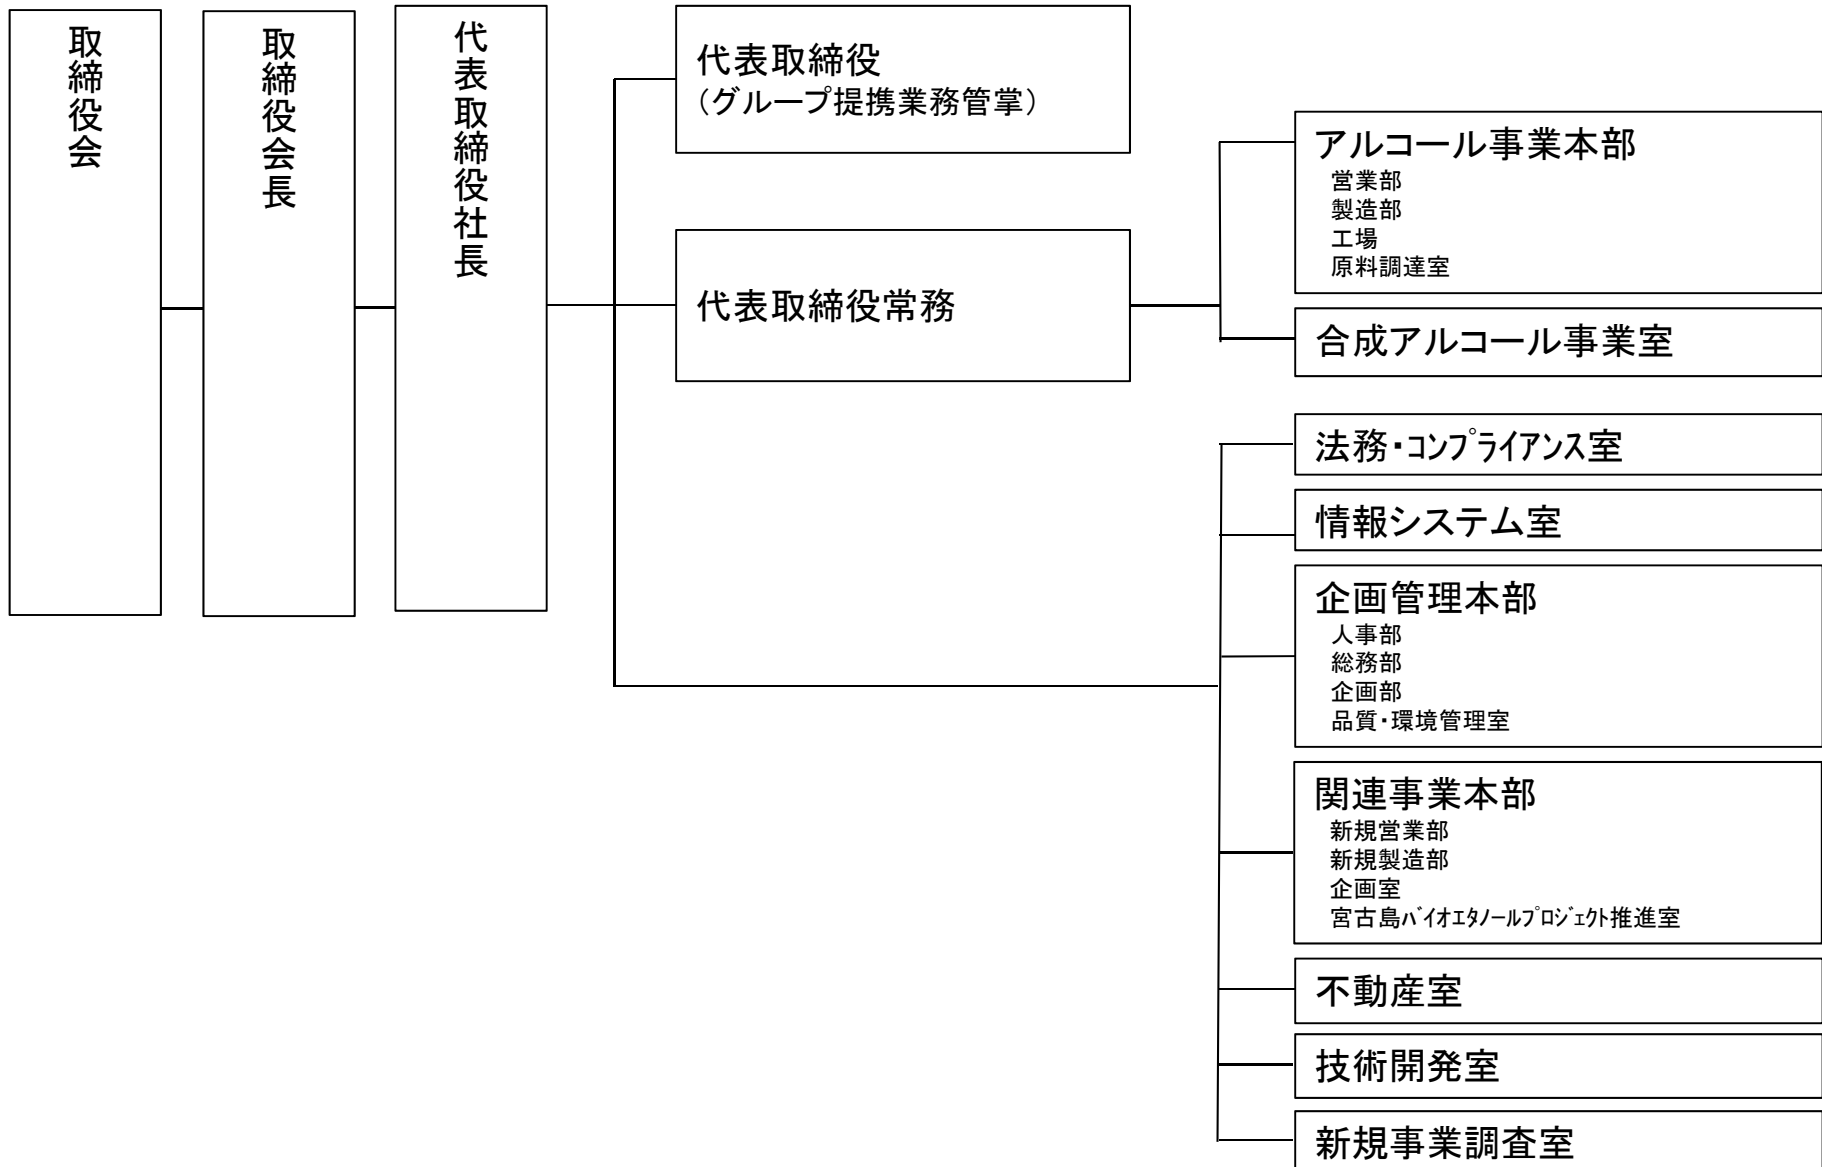 取締役会
取締役会長
代表取締役社長
代表取締役
(グループ提携業務管掌)
代表取締役常務
アルコール事業本部
営業部
製造部
工場
原料調達室
合成アルコール事業室
法務・ｺﾝﾌﾟﾗｲｱﾝｽ室
情報システム室
企画管理本部
人事部
総務部
企画部
品質・環境管理室
関連事業本部
新規営業部
新規製造部
企画室
宮古島ﾊﾞｲｵｴﾀﾉｰﾙﾌﾟﾛｼﾞｪｸﾄ推進室
不動産室
技術開発室
新規事業調査室